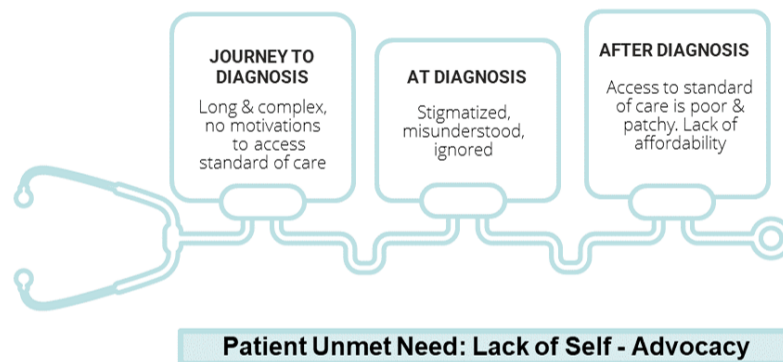 JOURNEY TO
DIAGNOSIS
Long & complex,
no motivations
to access
standard of care
AT DIAGNOSIS
Stigmatized,
misunderstood,
ignored
AFTER DIAGNOSIS
Access to standard
of care is poor &
patchy. Lack of
affordability
Patient Unmet Need: Lack of Self - Advocacy